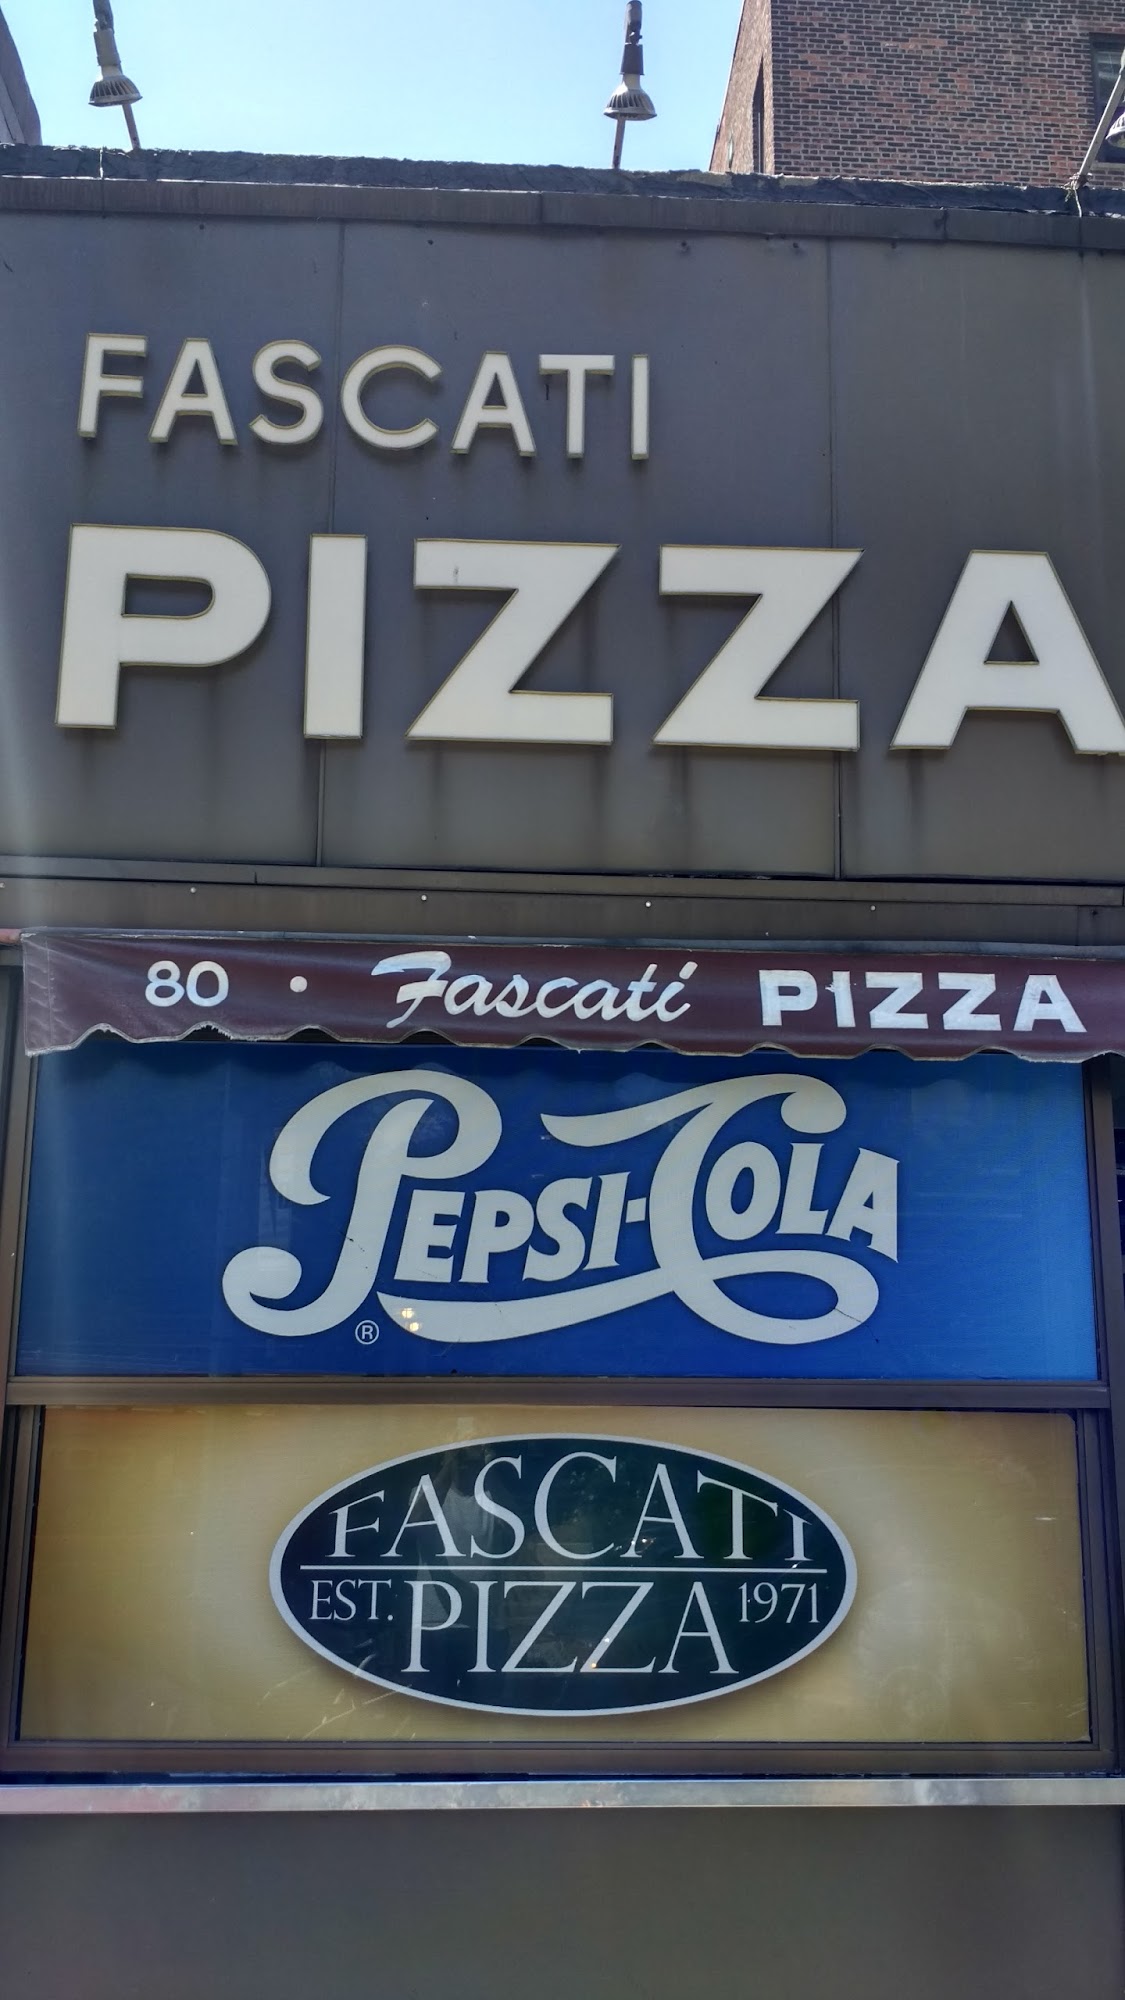 FASCATI
PIZZA
80 · Fascati PIZZA
PEPSI-COLA
®
FASCATI
EST. PIZZA 1971